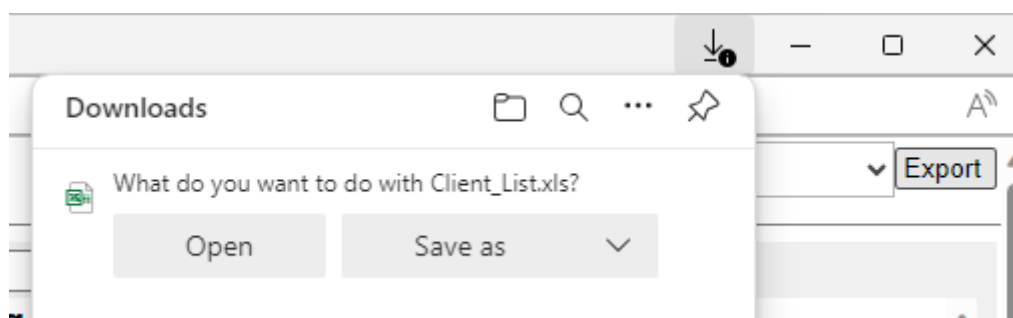 Downloads
What do you want to do with Client_List.xls?
Open
Save as
Export